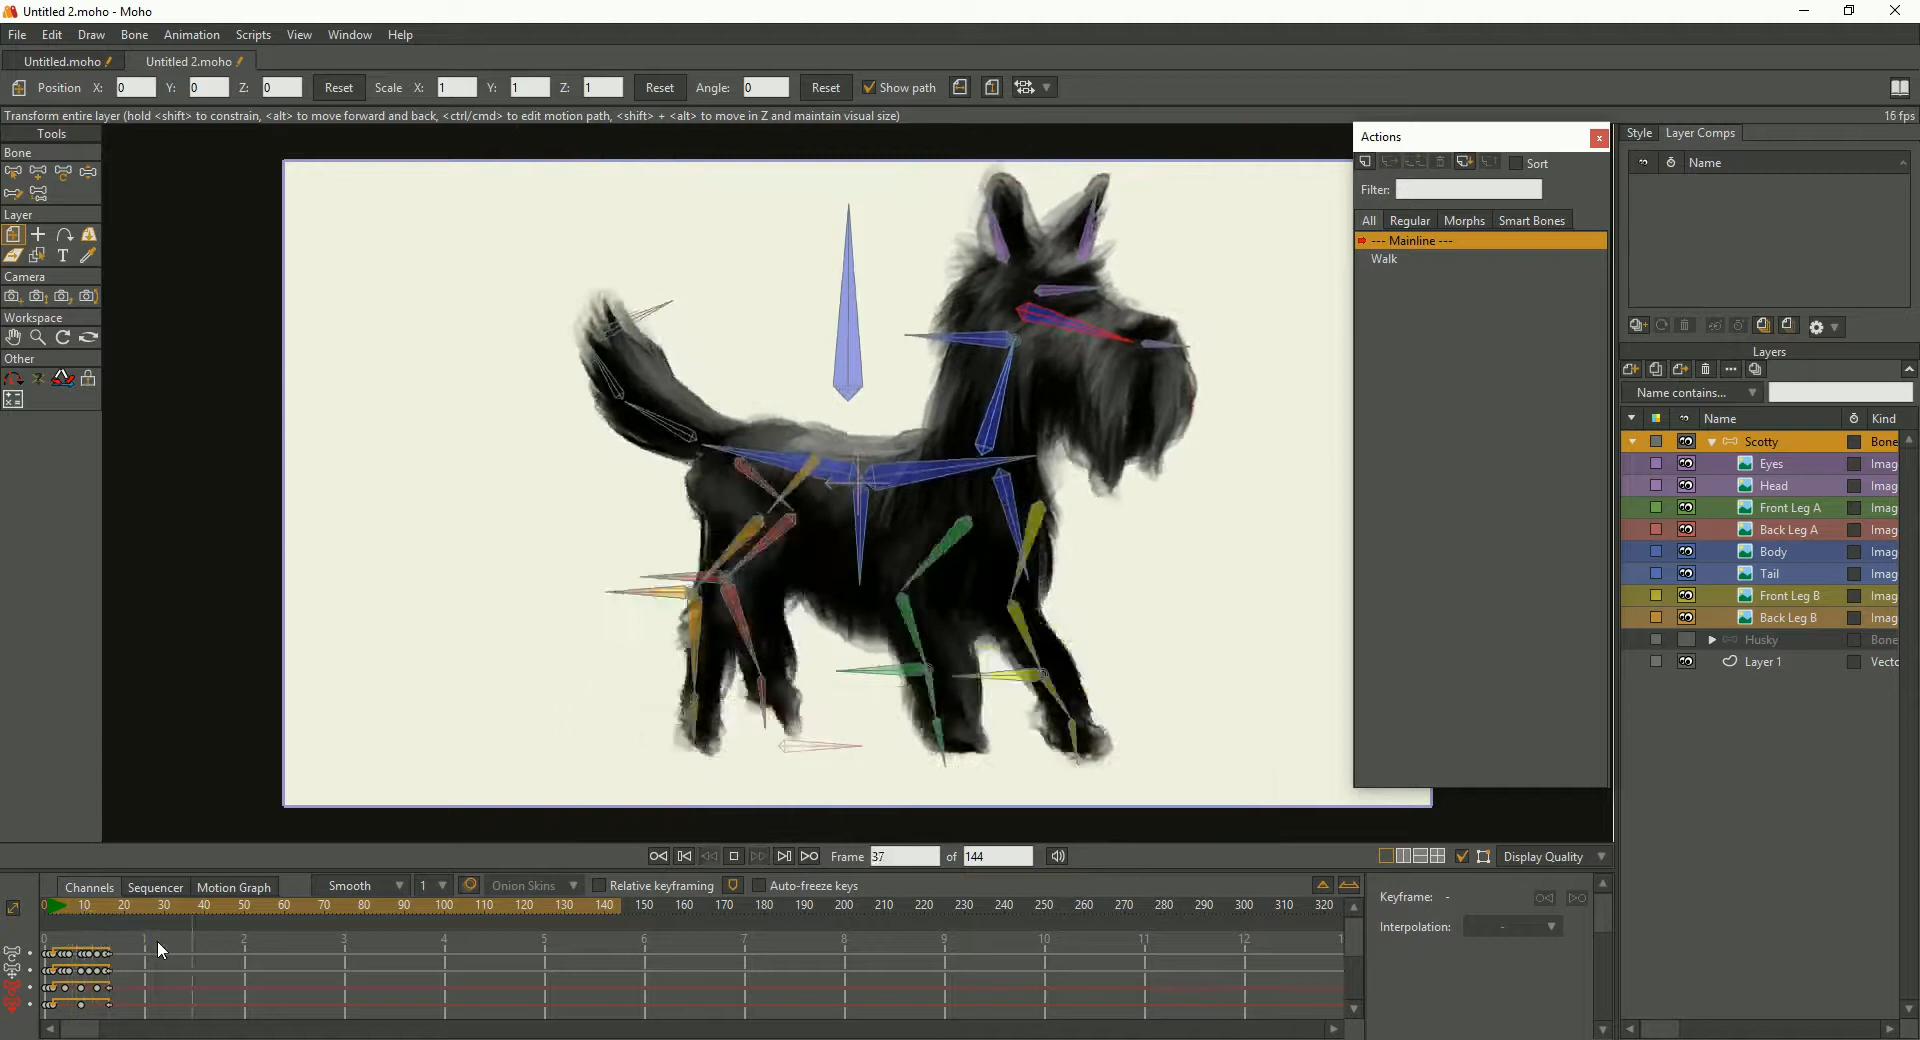 Untitled 2.moho - Moho
File Edit Draw Bone Animation Scripts View Window Help
Untitled.moho Untitled 2.moho
Position X: 0 Y: 0 Z: 0 Reset Scale X: 1 Y: 1 Z: 1 Reset Angle: 0 Reset Show path
Transform entire layer (hold <shift> to constrain, <alt> to move forward and back, <ctrl/cmd> to edit motion path, <shift> + <alt> to move in Z and maintain visual size) 16 fps
Tools
Bone
Layer
Camera
Workspace
Other
Actions
Sort
Filter:
All Regular Morphs Smart Bones
--- Mainline ---
Walk
Style Layer Comps
Name
Layers
Name contains...
Name Kind
Scotty Bone
Eyes Imag
Head Imag
Front Leg A Imag
Back Leg A Imag
Body Imag
Tail Imag
Front Leg B Imag
Back Leg B Imag
Husky Bone
Layer 1 Vectc
Frame 37 of 144 Display Quality
Channels Sequencer Motion Graph Smooth 1 Onion Skins Relative keyframing Auto-freeze keys
0 10 20 30 40 50 60 70 80 90 100 110 120 130 140 150 160 170 180 190 200 210 220 230 240 250 260 270 280 290 300 310 320
0 1 2 3 4 5 6 7 8 9 10 11 12
Keyframe: -
Interpolation: -